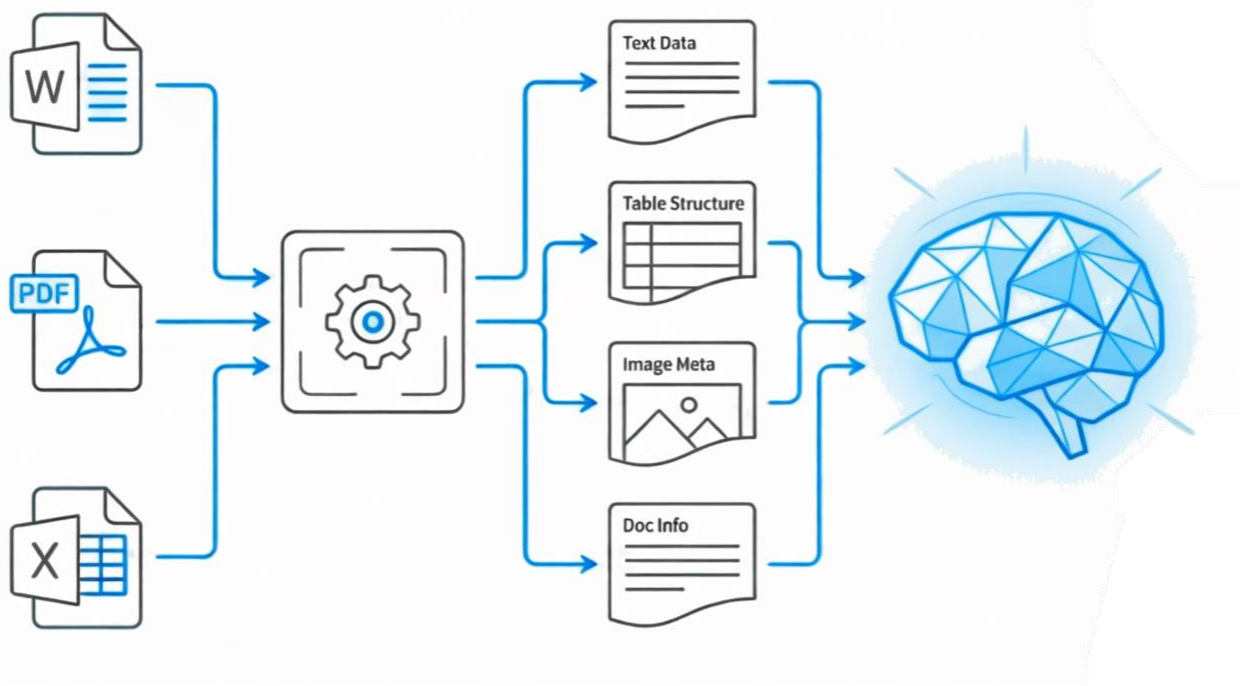 W
PDF
X
Text Data
Table Structure
Image Meta
Doc Info